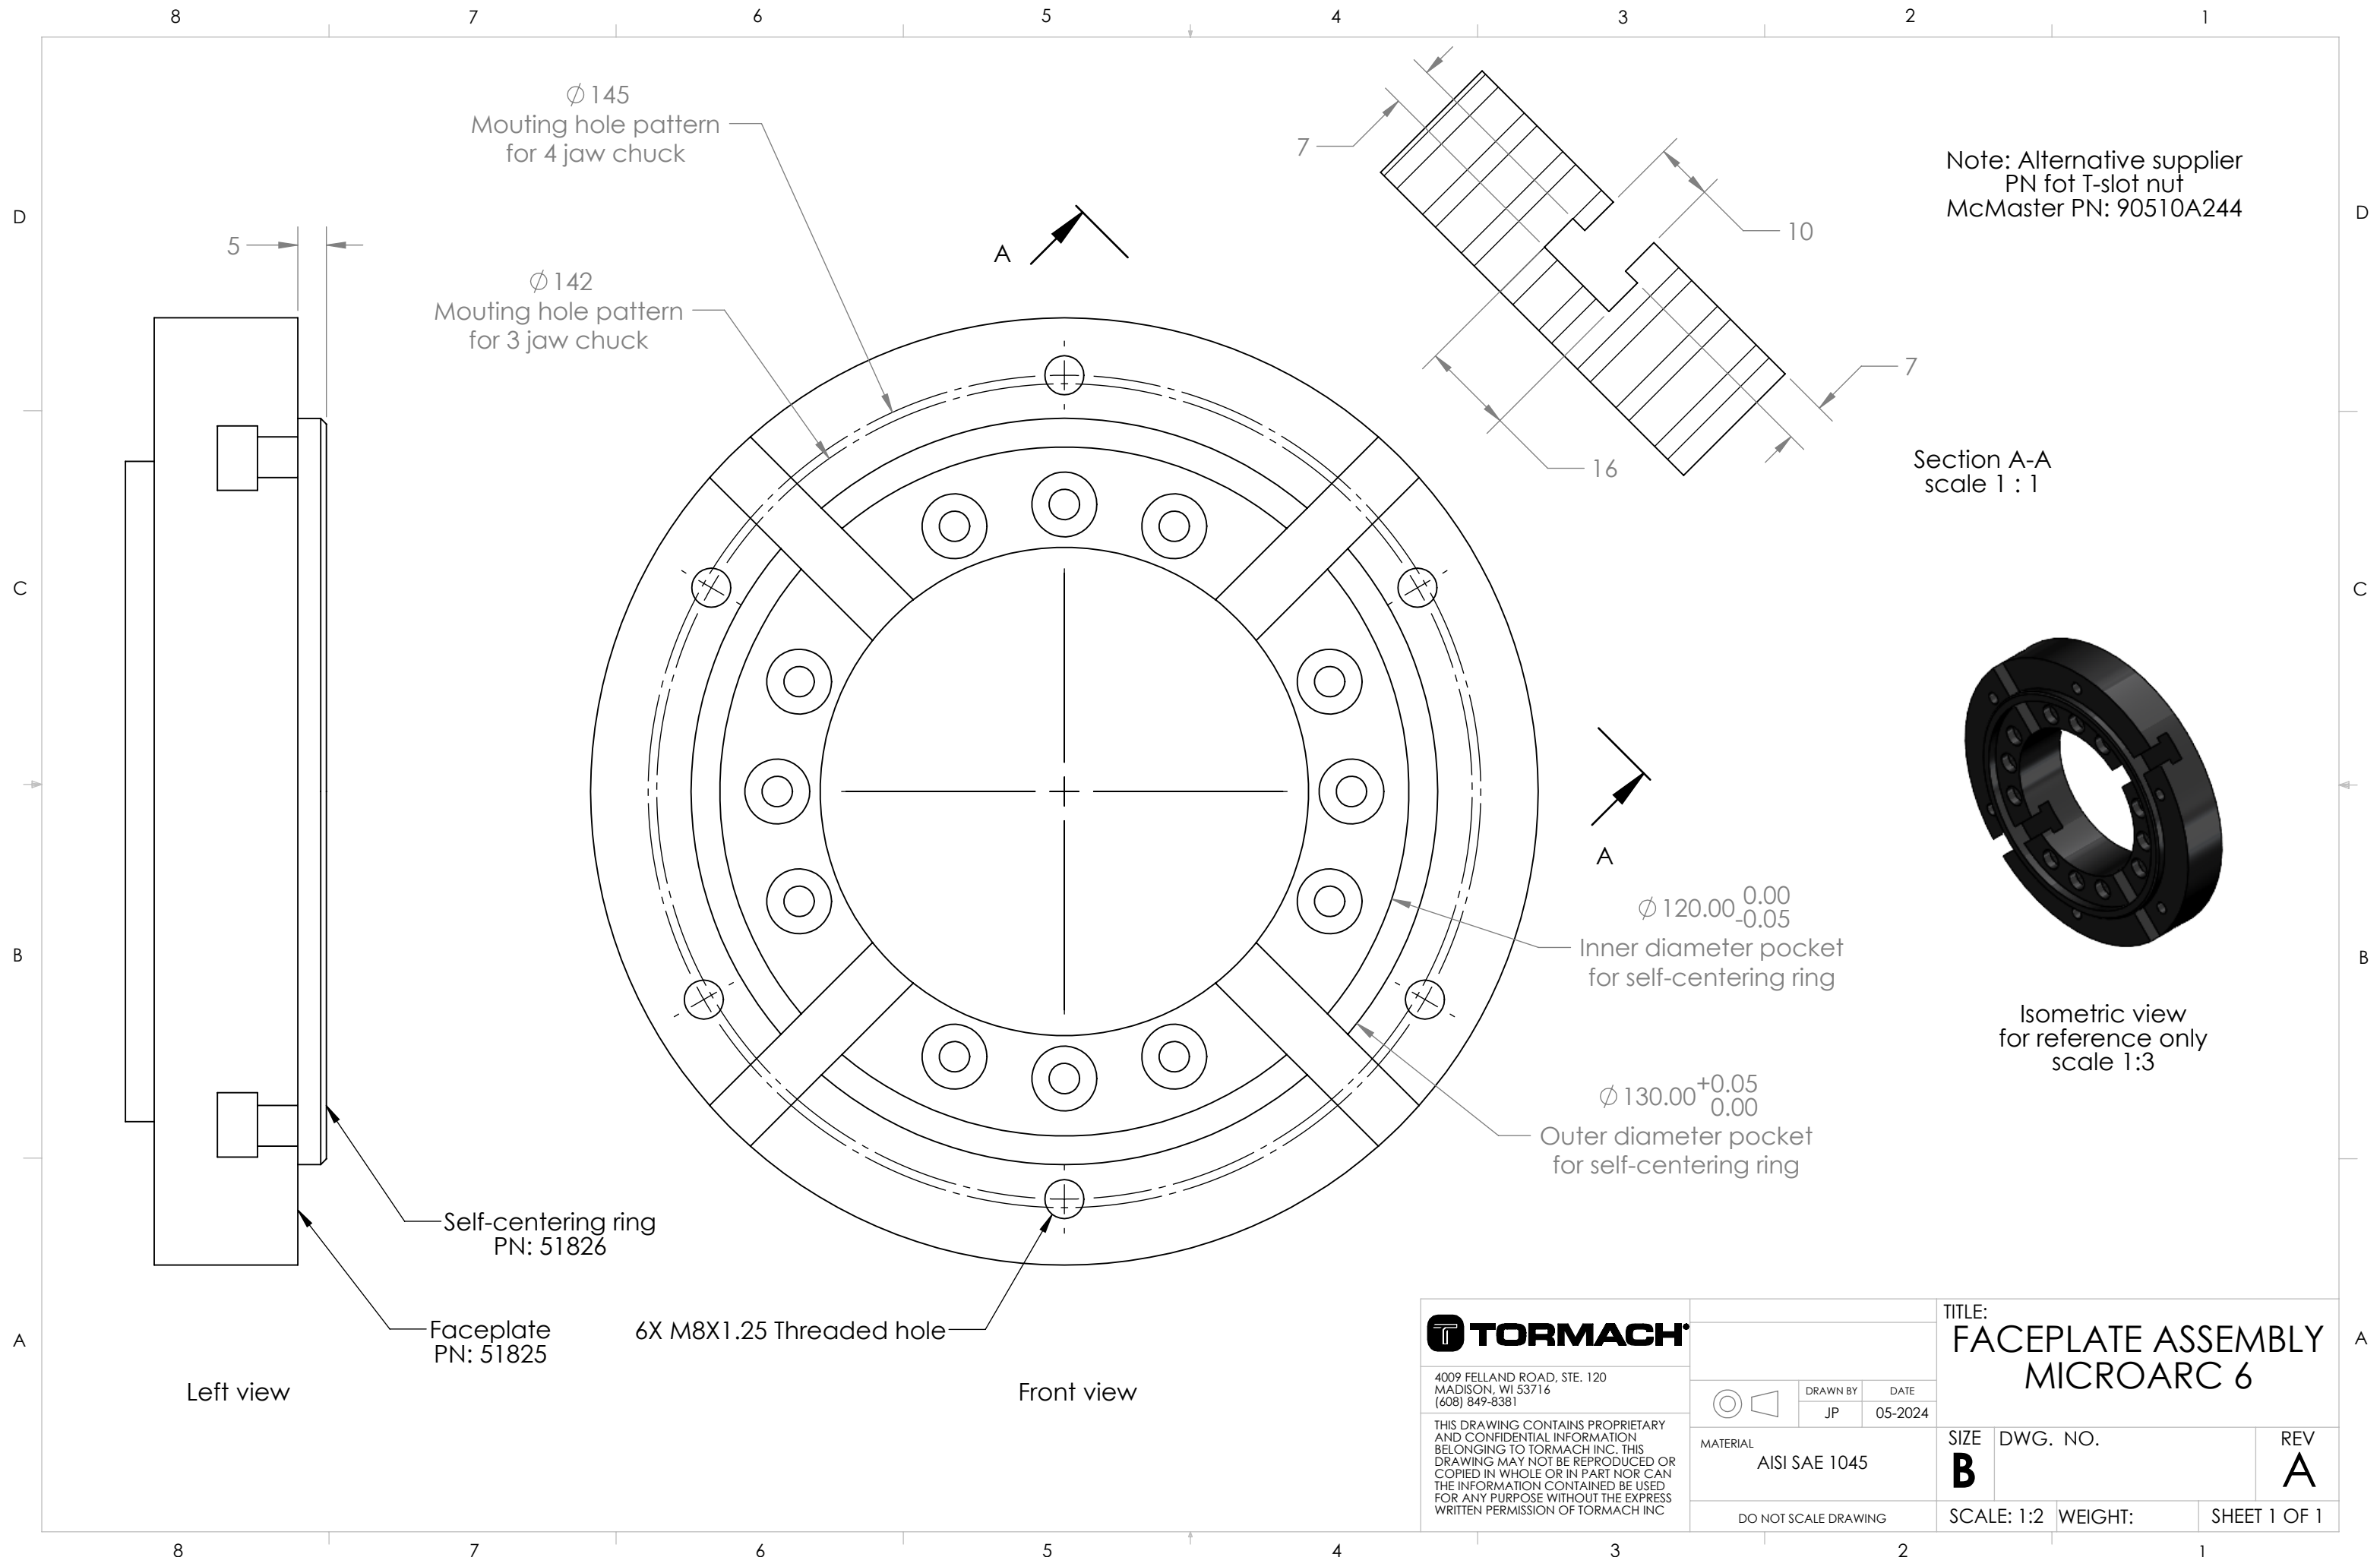 8 7 6 5 4 3 2 1
D
D
C
C
B
B
A
A
⌀145
Mouting hole pattern
for 4 jaw chuck
⌀142
Mouting hole pattern
for 3 jaw chuck
5
A
A
7
10
16
7
Note: Alternative supplier
PN fot T-slot nut
McMaster PN: 90510A244
Section A-A
scale 1 : 1
⌀120.00 0.00
-0.05
Inner diameter pocket
for self-centering ring
⌀130.00 +0.05
0.00
Outer diameter pocket
for self-centering ring
Isometric view
for reference only
scale 1:3
Self-centering ring
PN: 51826
Faceplate
PN: 51825
6X M8X1.25 Threaded hole
Left view
Front view
TORMACH
4009 FELLAND ROAD, STE. 120
MADISON, WI 53716
(608) 849-8381
THIS DRAWING CONTAINS PROPRIETARY
AND CONFIDENTIAL INFORMATION
BELONGING TO TORMACH INC. THIS
DRAWING MAY NOT BE REPRODUCED OR
COPIED IN WHOLE OR IN PART NOR CAN
THE INFORMATION CONTAINED BE USED
FOR ANY PURPOSE WITHOUT THE EXPRESS
WRITTEN PERMISSION OF TORMACH INC
DRAWN BY
DATE
JP
05-2024
MATERIAL
AISI SAE 1045
DO NOT SCALE DRAWING
TITLE:
FACEPLATE ASSEMBLY
MICROARC 6
SIZE
B
DWG. NO.
REV
A
SCALE: 1:2
WEIGHT:
SHEET 1 OF 1
8 7 6 5 4 3 2 1